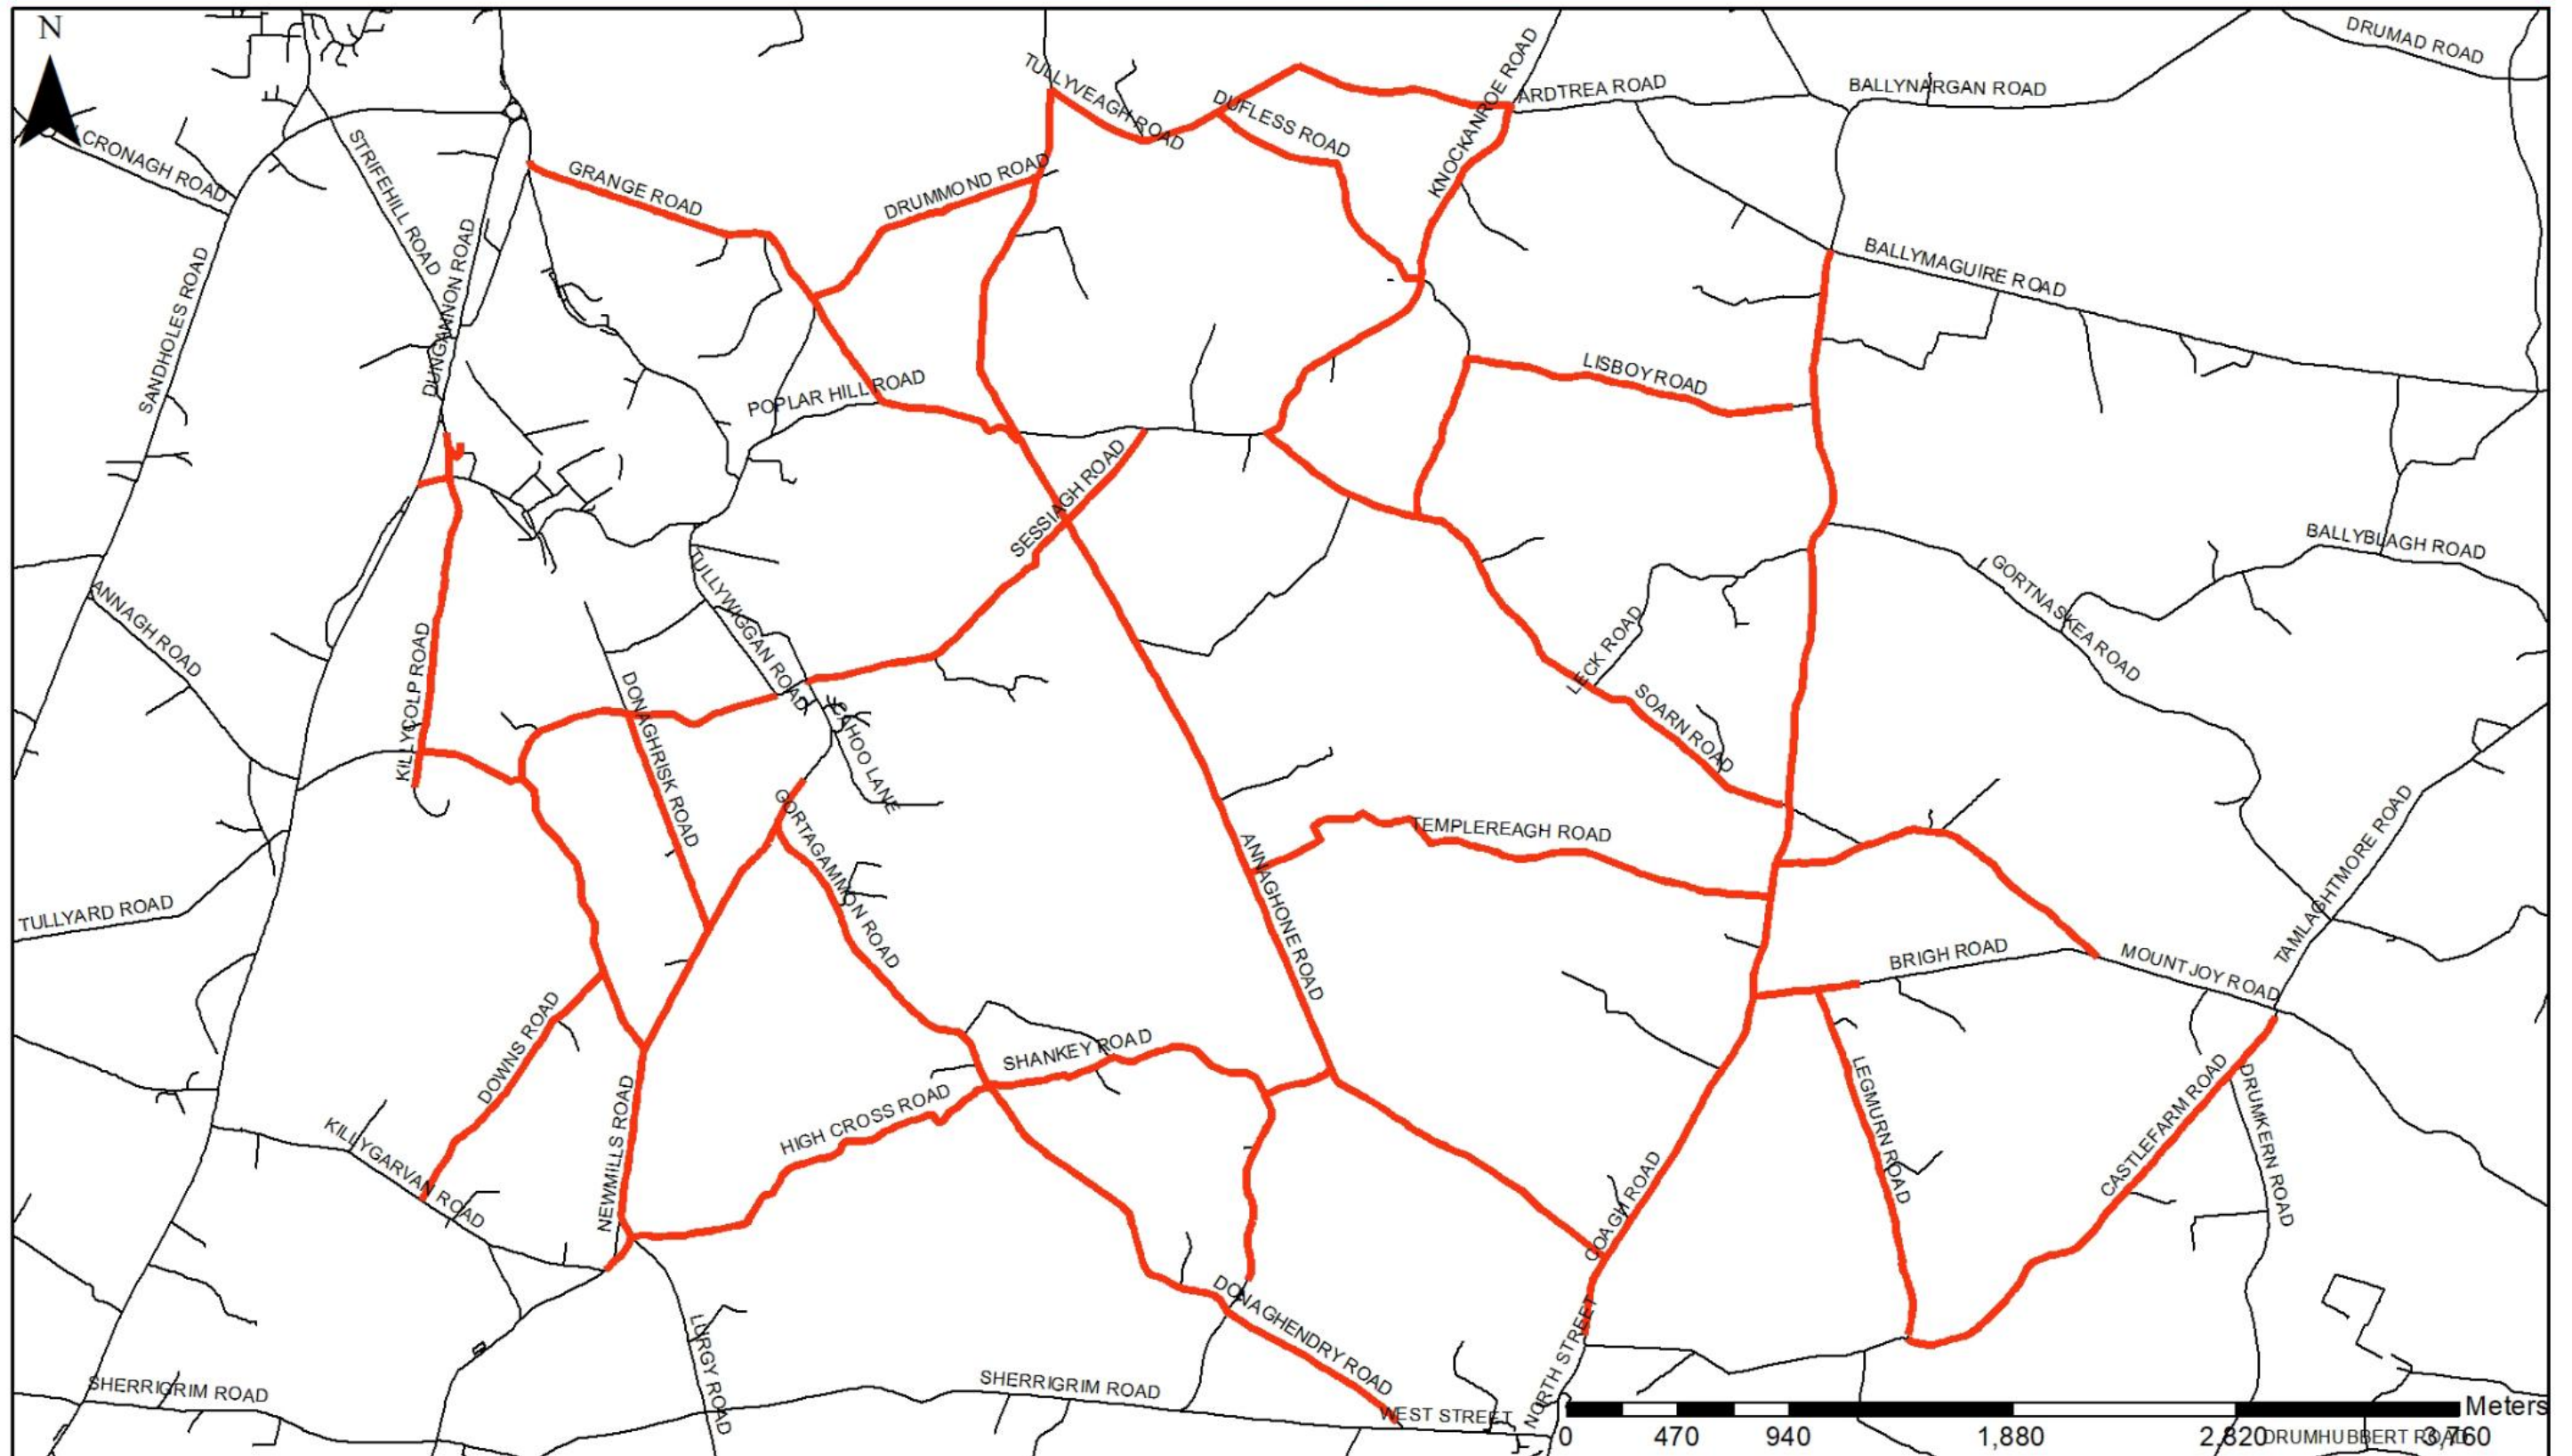 N
DRUMAD ROAD
TULLYVEAGH ROAD
KNOCKANROE ROAD
ARDTREA ROAD
BALLYNARGAN ROAD
CRONAGH ROAD
STRIFEHILL ROAD
GRANGE ROAD
DRUMMOND ROAD
DUFLESS ROAD
SANDHOLES ROAD
DUNGANNON ROAD
BALLYMAGUIRE ROAD
POPLAR HILL ROAD
LISBOY ROAD
SESSIAGH ROAD
BALLYBLAGH ROAD
GORTNASKEA ROAD
ANNAGH ROAD
TULLYWIGGAN ROAD
KILLYCOLP ROAD
DONAGHRISK ROAD
LECK ROAD
SOARN ROAD
CAHOO LANE
GORTAGAMMON ROAD
TEMPLEREAGH ROAD
ANNAGHONE ROAD
TAMLAGHTMORE ROAD
TULLYARD ROAD
BRIGH ROAD
MOUNTJOY ROAD
DOWNS ROAD
SHANKEY ROAD
HIGH CROSS ROAD
LEGMURN ROAD
CASTLEFARM ROAD
DRUMKERN ROAD
KILLYGARVAN ROAD
NEWMILLS ROAD
COAGH ROAD
DONAGHENDRY ROAD
LURGY ROAD
NORTH STREET
SHERRIGRIM ROAD
SHERRIGRIM ROAD
WEST STREET
Meters
0 470 940 1,880 2,820 3,760
DRUMHUBBERT ROAD